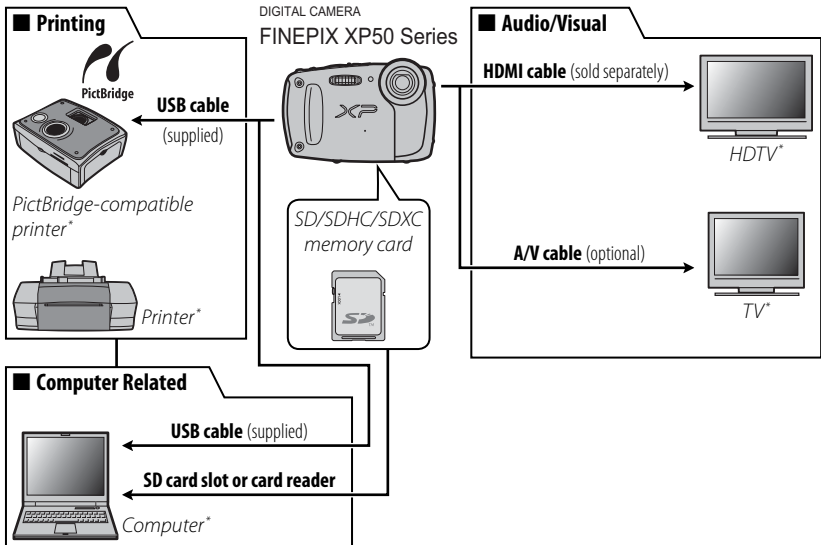 ■ Printing
PictBridge
USB cable
(supplied)
PictBridge-compatible
printer*
Printer*
DIGITAL CAMERA
FINEPIX XP50 Series
XP
SD/SDHC/SDXC
memory card
SD
■ Audio/Visual
HDMI cable (sold separately)
HDTV*
A/V cable (optional)
TV*
■ Computer Related
USB cable (supplied)
SD card slot or card reader
Computer*